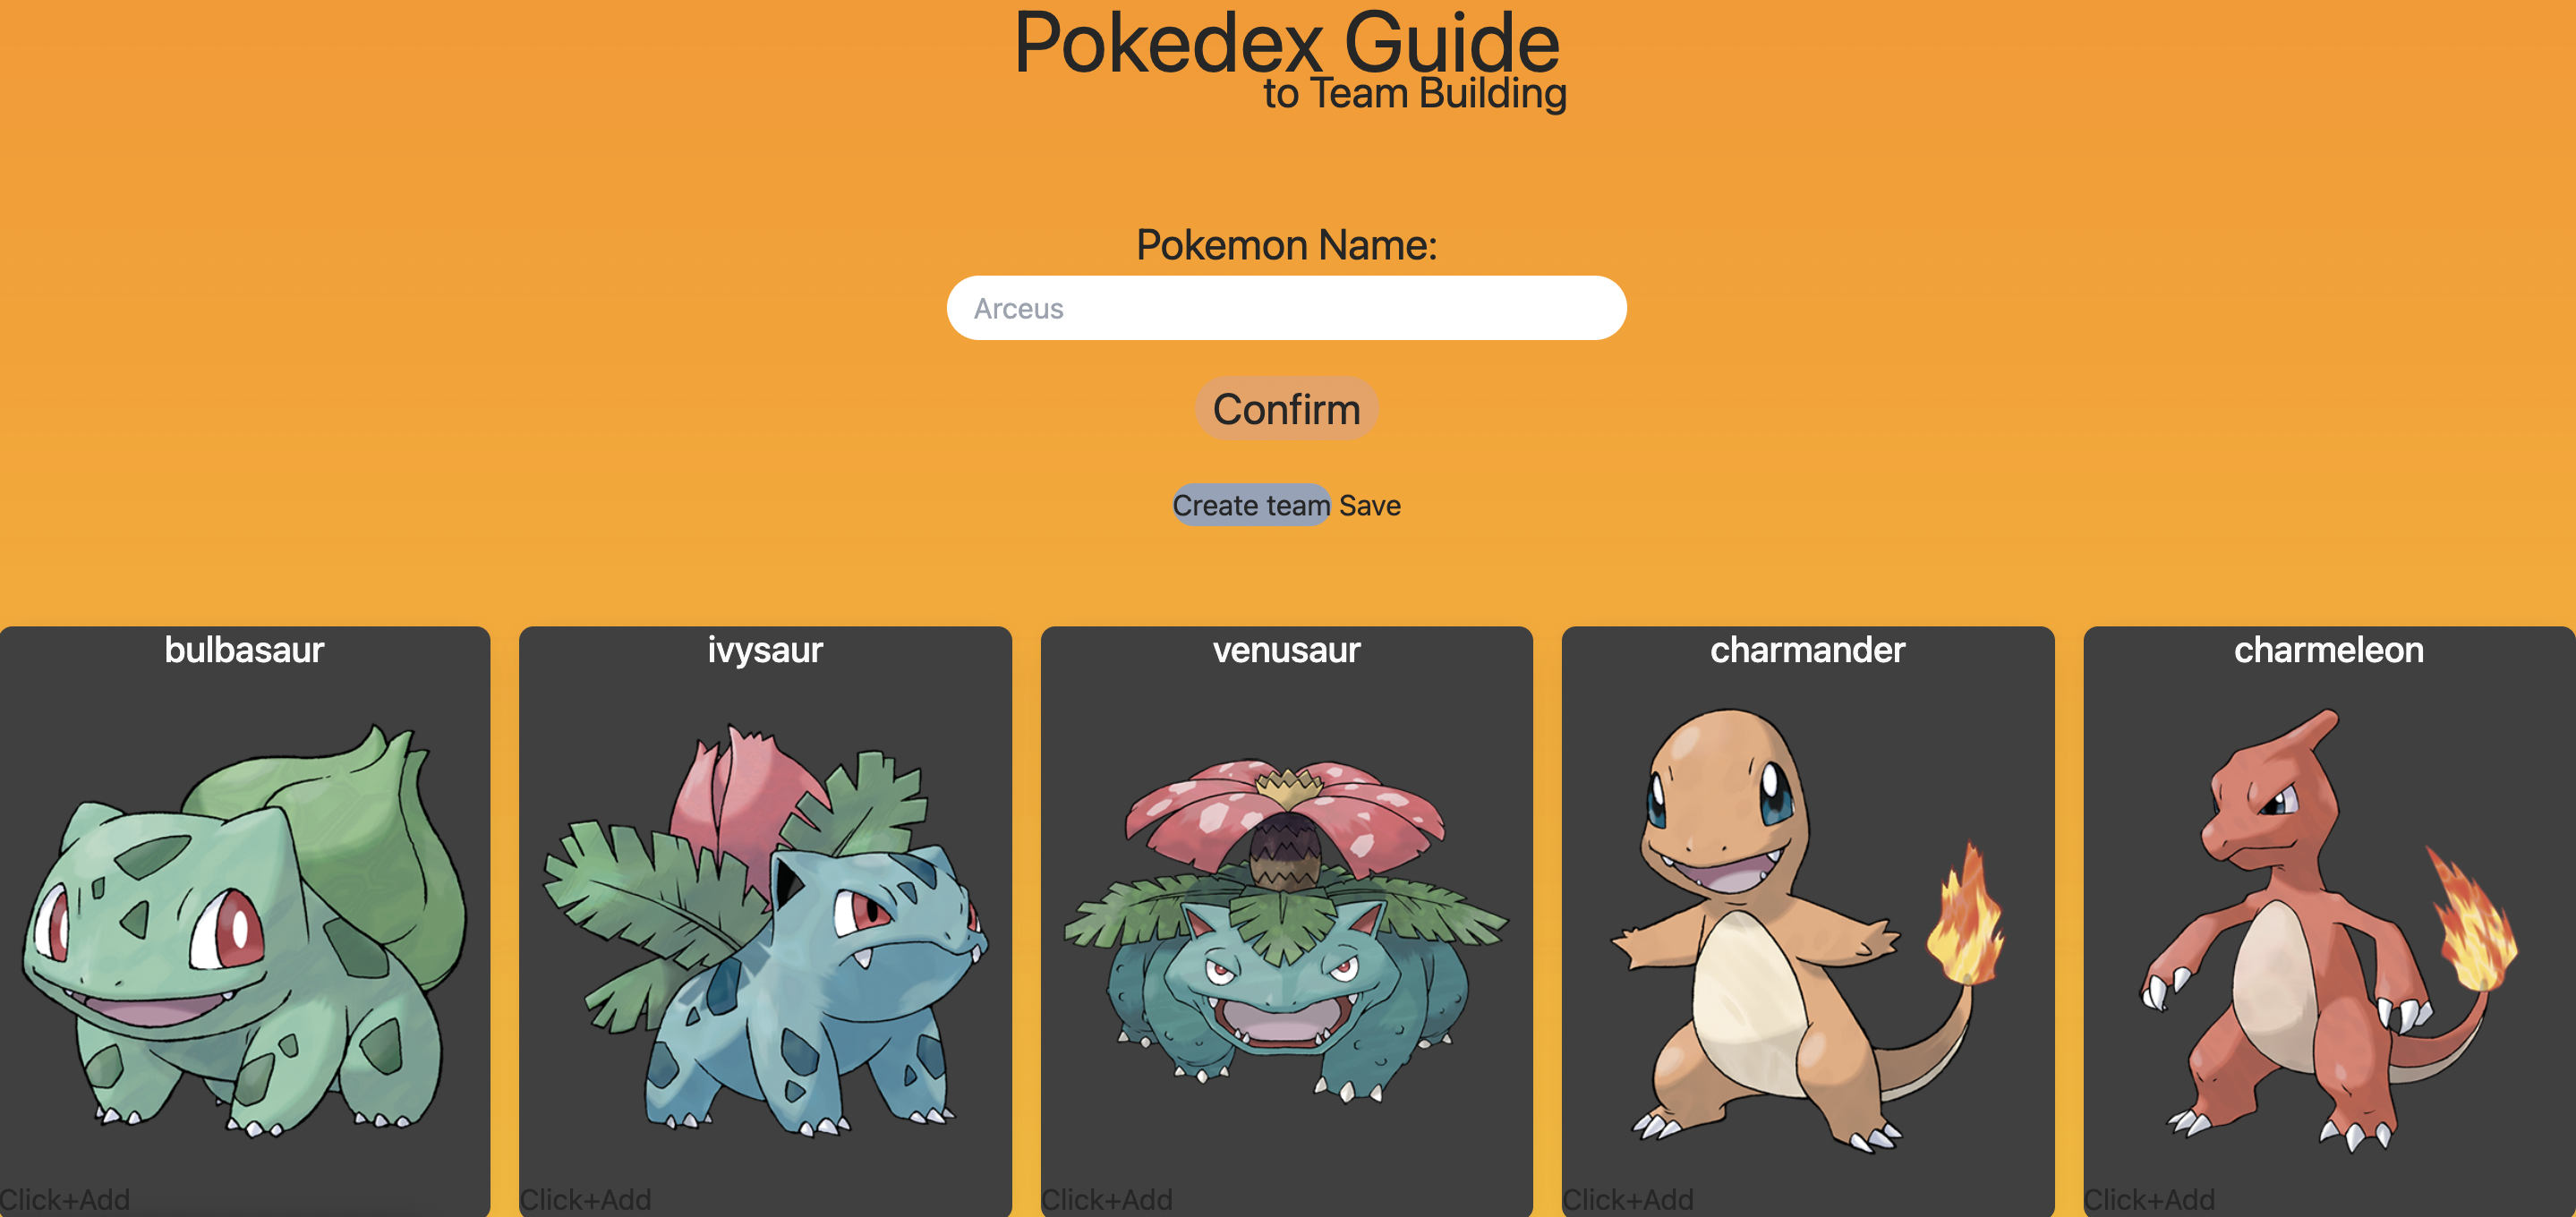 Pokedex Guide
to Team Building
Pokemon Name:
Arceus
Confirm
Create team Save
bulbasaur
ivysaur
venusaur
charmander
charmeleon
Click+Add
Click+Add
Click+Add
Click+Add
Click+Add